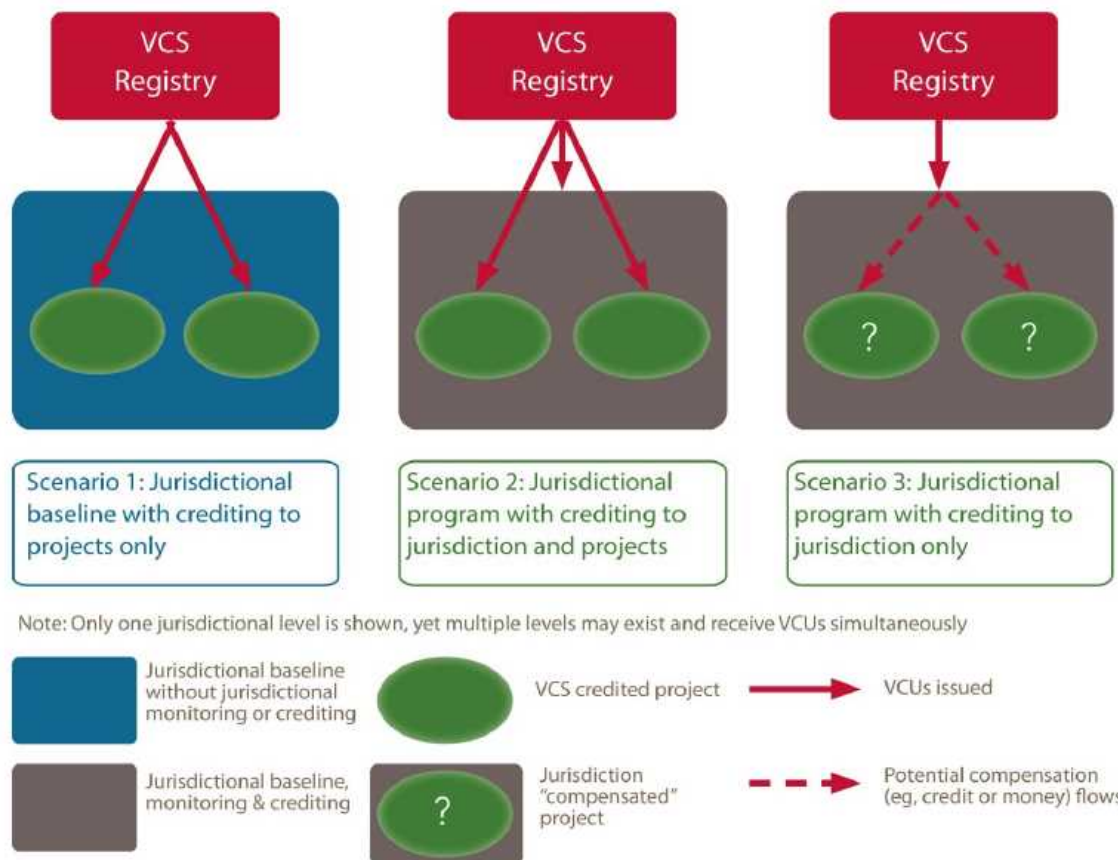 VCS
Registry
VCS
Registry
VCS
Registry
?
?
Scenario 1: Jurisdictional
baseline with crediting to
projects only
Scenario 2: Jurisdictional
program with crediting to
jurisdiction and projects
Scenario 3: Jurisdictional
program with crediting to
jurisdiction only
Note: Only one jurisdictional level is shown, yet multiple levels may exist and receive VCUs simultaneously
Jurisdictional baseline
without jurisdictional
monitoring or crediting
VCS credited project
VCUs issued
Jurisdictional baseline,
monitoring & crediting
?
Jurisdiction
"compensated"
project
Potential compensation
(eg, credit or money) flows